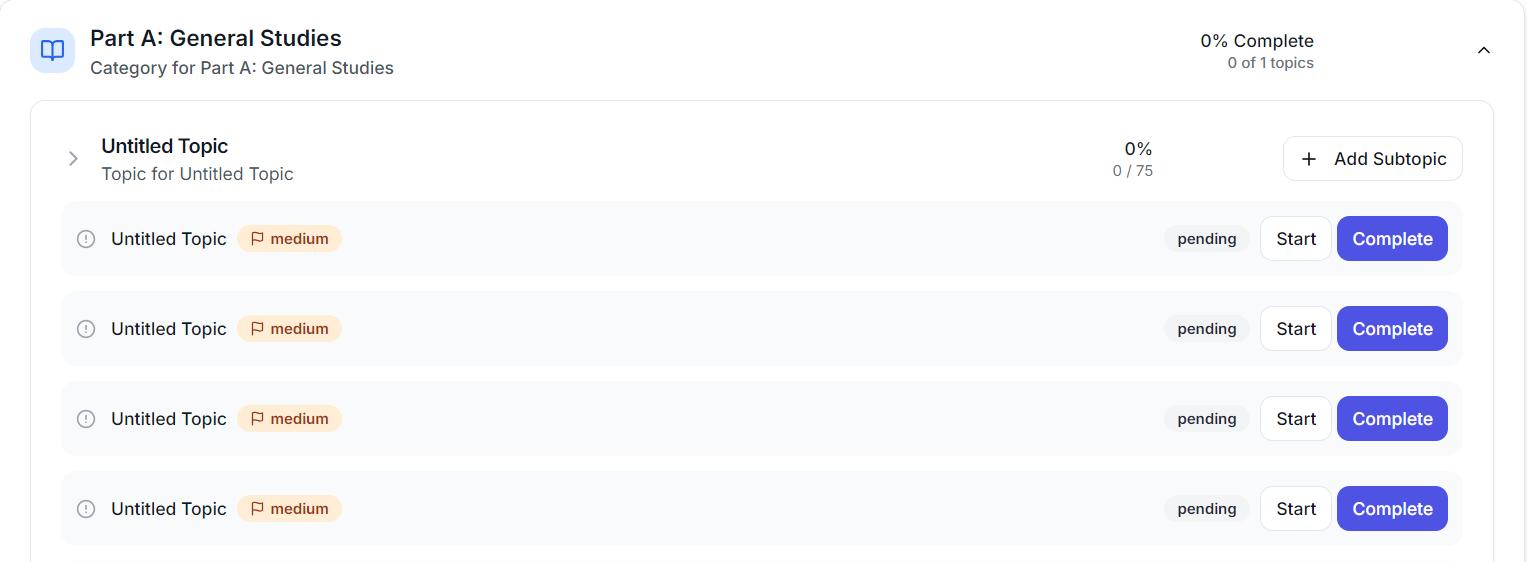 Part A: General Studies
Category for Part A: General Studies
0% Complete
0 of 1 topics
Untitled Topic
Topic for Untitled Topic
0%
0 / 75
+ Add Subtopic
Untitled Topic medium pending Start Complete
Untitled Topic medium pending Start Complete
Untitled Topic medium pending Start Complete
Untitled Topic medium pending Start Complete